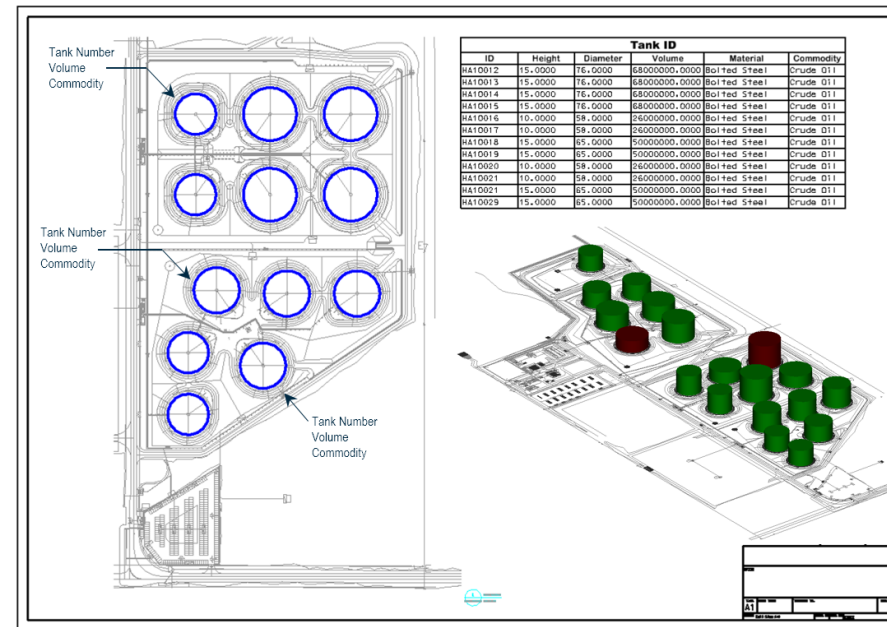 Tank Number
Volume
Commodity
Tank Number
Volume
Commodity
Tank Number
Volume
Commodity
Tank ID
ID Height Diameter Volume Material Commodity
HA10012 15.0000 76.0000 68000000.0000 Bolted Steel Crude Oil
HA10013 15.0000 76.0000 68000000.0000 Bolted Steel Crude Oil
HA10014 15.0000 76.0000 68000000.0000 Bolted Steel Crude Oil
HA10015 15.0000 76.0000 68000000.0000 Bolted Steel Crude Oil
HA10016 10.0000 58.0000 26000000.0000 Bolted Steel Crude Oil
HA10017 10.0000 58.0000 26000000.0000 Bolted Steel Crude Oil
HA10018 15.0000 65.0000 50000000.0000 Bolted Steel Crude Oil
HA10019 15.0000 65.0000 50000000.0000 Bolted Steel Crude Oil
HA10020 10.0000 58.0000 26000000.0000 Bolted Steel Crude Oil
HA10021 10.0000 58.0000 26000000.0000 Bolted Steel Crude Oil
HA10021 15.0000 65.0000 50000000.0000 Bolted Steel Crude Oil
HA10029 15.0000 65.0000 50000000.0000 Bolted Steel Crude Oil
A1